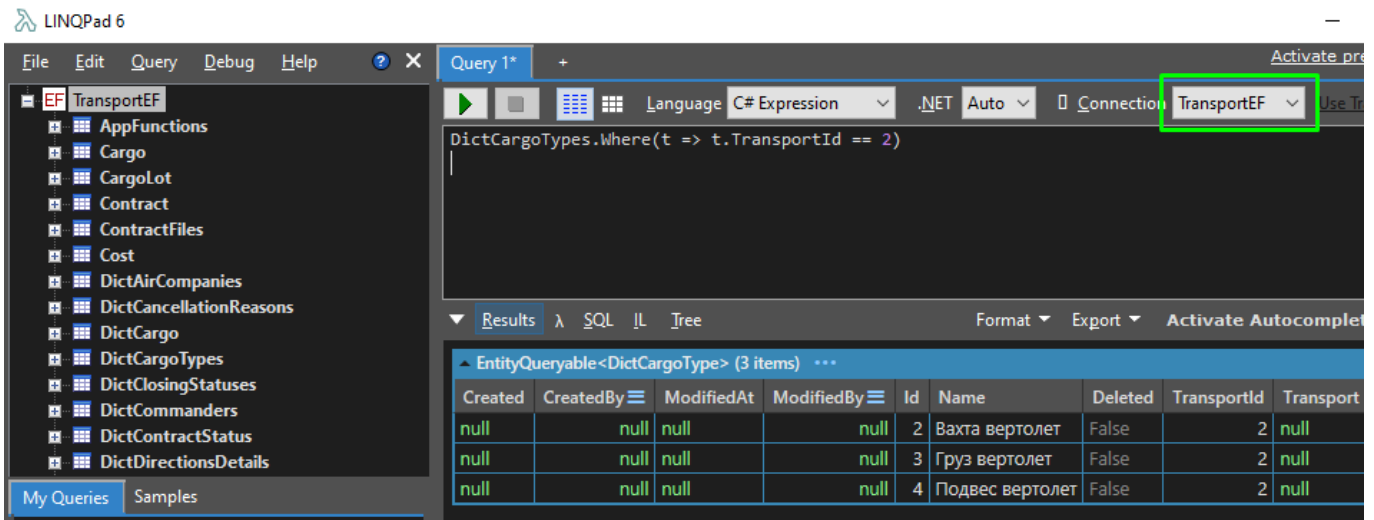 LINQPad 6
File Edit Query Debug Help ? X
Query 1* +
Activate pre
EF TransportEF
AppFunctions
Cargo
CargoLot
Contract
ContractFiles
Cost
DictAirCompanies
DictCancellationReasons
DictCargo
DictCargoTypes
DictClosingStatuses
DictCommanders
DictContractStatus
DictDirectionsDetails
My Queries Samples
Language C# Expression .NET Auto Connection TransportEF Use Tr
DictCargoTypes.Where(t => t.TransportId == 2)
Results λ SQL IL Tree Format Export Activate Autocomplet
EntityQueryable<DictCargoType> (3 items) •••
Created CreatedBy ModifiedAt ModifiedBy Id Name Deleted TransportId Transport
null null null null 2 Вахта вертолет False 2 null
null null null null 3 Груз вертолет False 2 null
null null null null 4 Подвес вертолет False 2 null